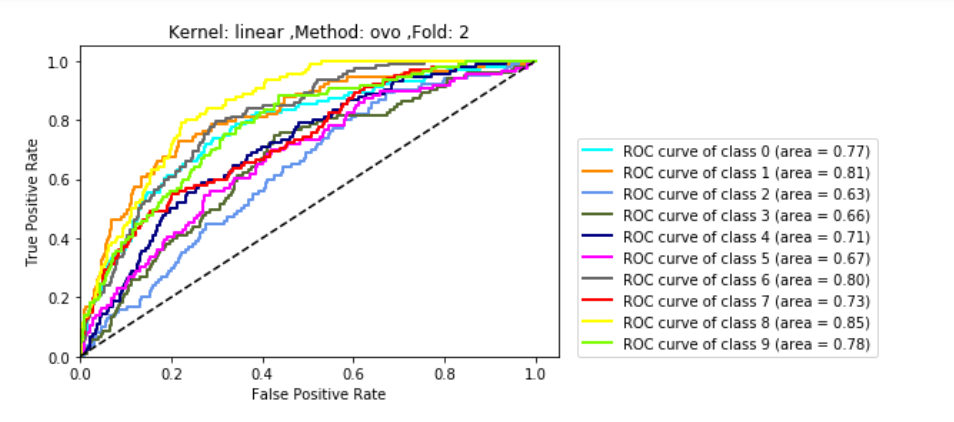 Kernel: linear ,Method: ovo ,Fold: 2
1.0
0.8
0.6
0.4
0.2
0.0
True Positive Rate
0.0 0.2 0.4 0.6 0.8 1.0
False Positive Rate
ROC curve of class 0 (area = 0.77)
ROC curve of class 1 (area = 0.81)
ROC curve of class 2 (area = 0.63)
ROC curve of class 3 (area = 0.66)
ROC curve of class 4 (area = 0.71)
ROC curve of class 5 (area = 0.67)
ROC curve of class 6 (area = 0.80)
ROC curve of class 7 (area = 0.73)
ROC curve of class 8 (area = 0.85)
ROC curve of class 9 (area = 0.78)